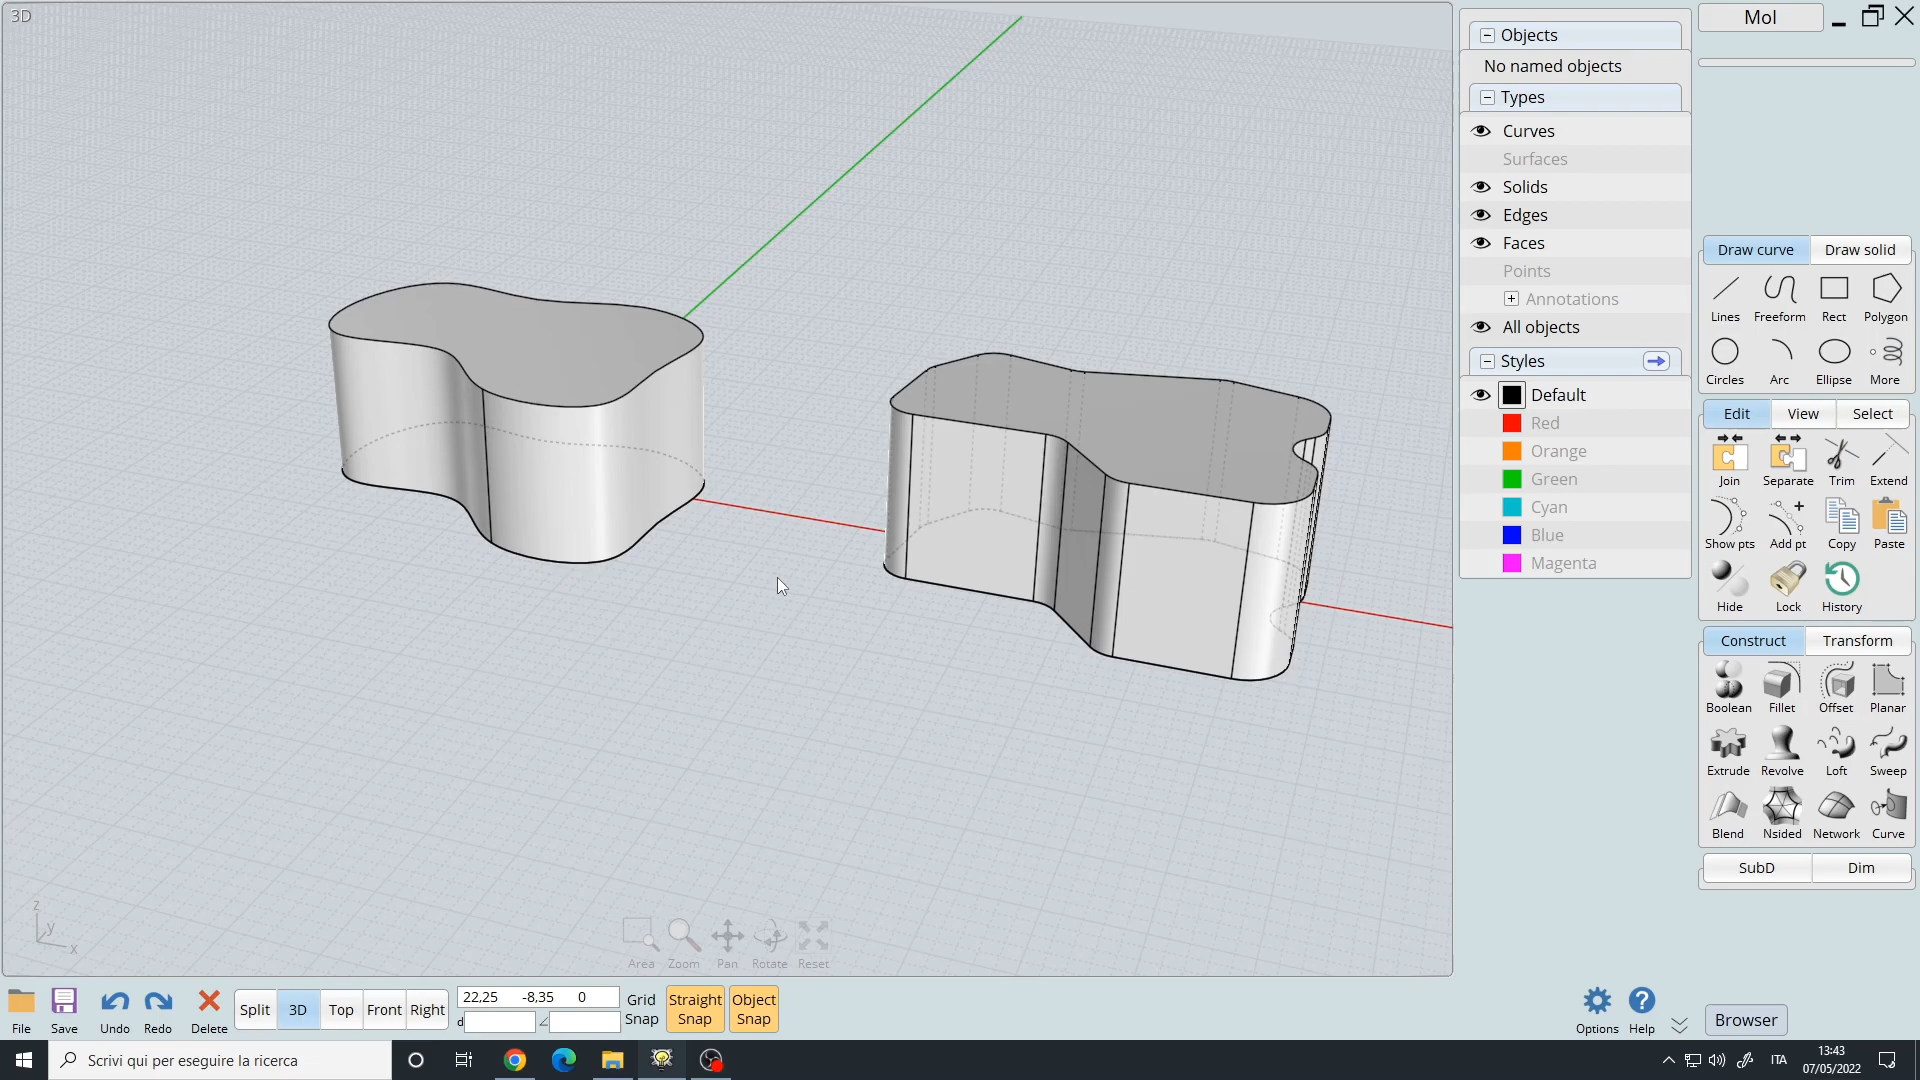 3D
Objects
No named objects
Types
Curves
Surfaces
Solids
Edges
Faces
Points
Annotations
All objects
Styles
Default
Red
Orange
Green
Cyan
Blue
Magenta
MoI
Draw curve Draw solid
Lines Freeform Rect Polygon
Circles Arc Ellipse More
Edit View Select
Join Separate Trim Extend
Show pts Add pt Copy Paste
Hide Lock History
Construct Transform
Boolean Fillet Offset Planar
Extrude Revolve Loft Sweep
Blend Nsided Network Curve
SubD Dim
z
y
x
Area Zoom Pan Rotate Reset
File Save Undo Redo Delete
Split 3D Top Front Right
22,25 -8,35 0
d
Grid
Snap
Straight
Snap
Object
Snap
Options Help
Browser
Scrivi qui per eseguire la ricerca
ITA
13:43
07/05/2022